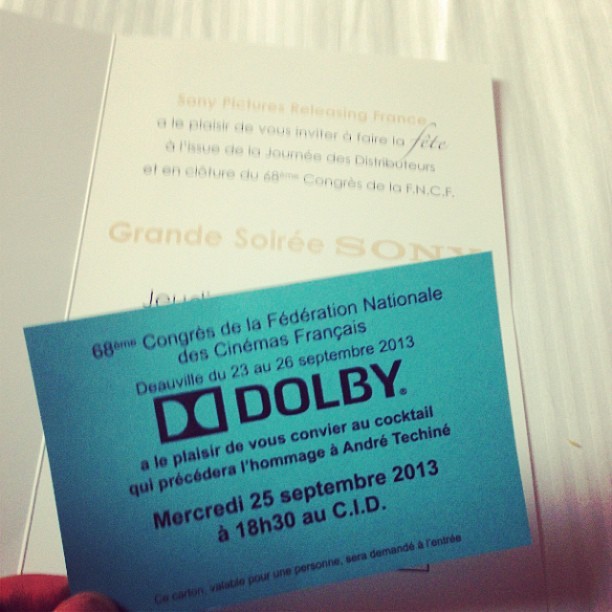 Sony Pictures Releasing France
a le plaisir de vous inviter à faire la fête
à l'issue de la Journée des Distributeurs
et en clôture du 68ème Congrès de la F.N.C.F.
Grande Soirée SONY
68ème Congrès de la Fédération Nationale
des Cinémas Français
Deauville du 23 au 26 septembre 2013
DOLBY®
a le plaisir de vous convier au cocktail
qui précédera l'hommage à André Techiné
Mercredi 25 septembre 2013
à 18h30 au C.I.D.
Ce carton, valable pour une personne, sera demandé à l'entrée